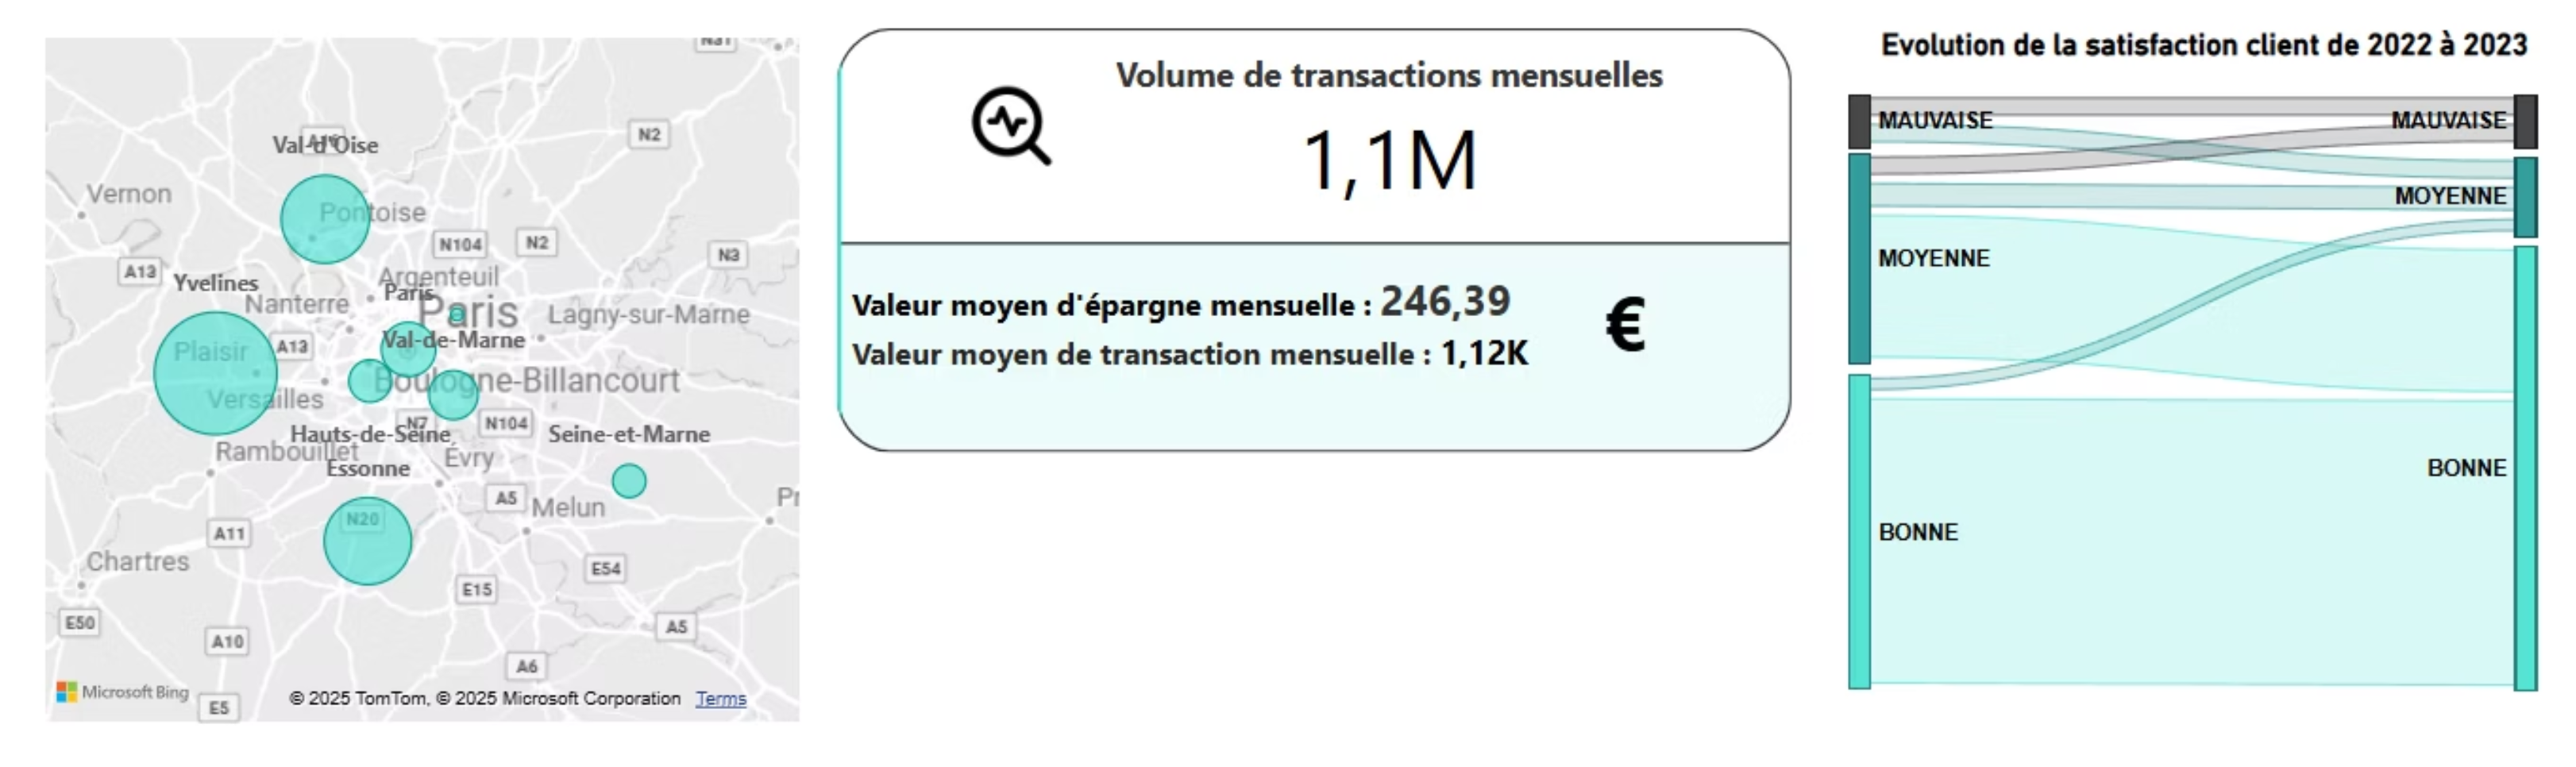 N31
Val-d'Oise
N2
Vernon
Pontoise
N104
N2
N3
A13
Argenteuil
Yvelines
Nanterre
Paris
Paris
Lagny-sur-Marne
Plaisir
A13
Val-de-Marne
Boulogne-Billancourt
Versailles
N7
N104
Hauts-de-Seine
Seine-et-Marne
Rambouillet
Évry
Essonne
A5
Melun
Pr
N20
A11
Chartres
E54
E15
E50
A10
A5
A6
Microsoft Bing
E5
© 2025 TomTom, © 2025 Microsoft Corporation Terms
Volume de transactions mensuelles
1,1M
Valeur moyen d'épargne mensuelle : 246,39
€
Valeur moyen de transaction mensuelle : 1,12K
Evolution de la satisfaction client de 2022 à 2023
MAUVAISE
MAUVAISE
MOYENNE
MOYENNE
BONNE
BONNE